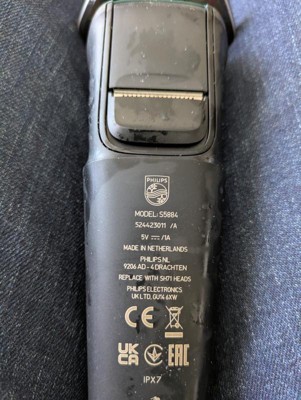 PHILIPS
MODEL: S5884
524423011 /A
5V ⎓ /1A
MADE IN NETHERLANDS
PHILIPS NL
9206 AD - 4 DRACHTEN
REPLACE WITH SH71 HEADS
PHILIPS ELECTRONICS
UK LTD, GU14 6XW
CE
UK
CA
EAC
IPX7